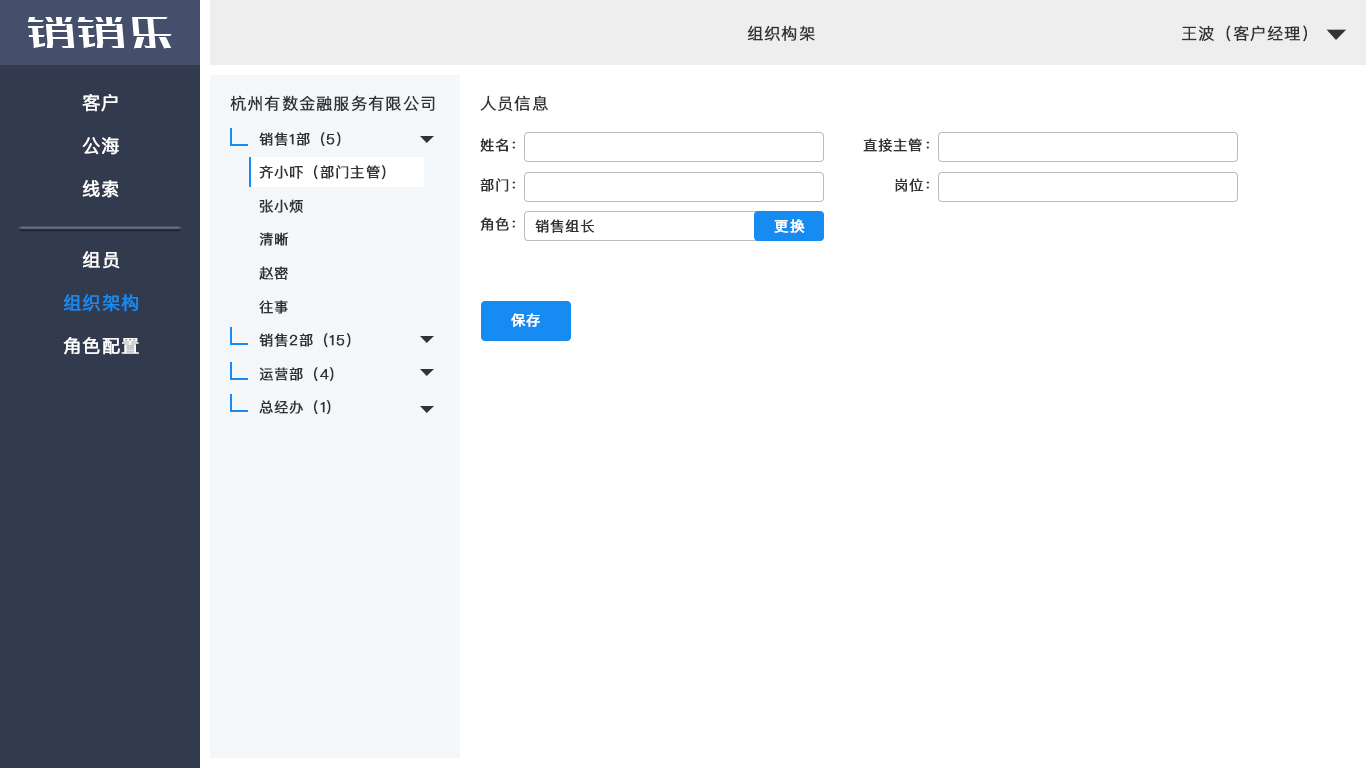 销销乐
组织构架
王波（客户经理）
客户
公海
线索
组员
组织架构
角色配置
杭州有数金融服务有限公司
销售1部（5）
齐小吓（部门主管）
张小烦
清晰
赵密
往事
销售2部（15）
运营部（4）
总经办（1）
人员信息
姓名：
直接主管：
部门：
岗位：
角色： 销售组长 更换
保存